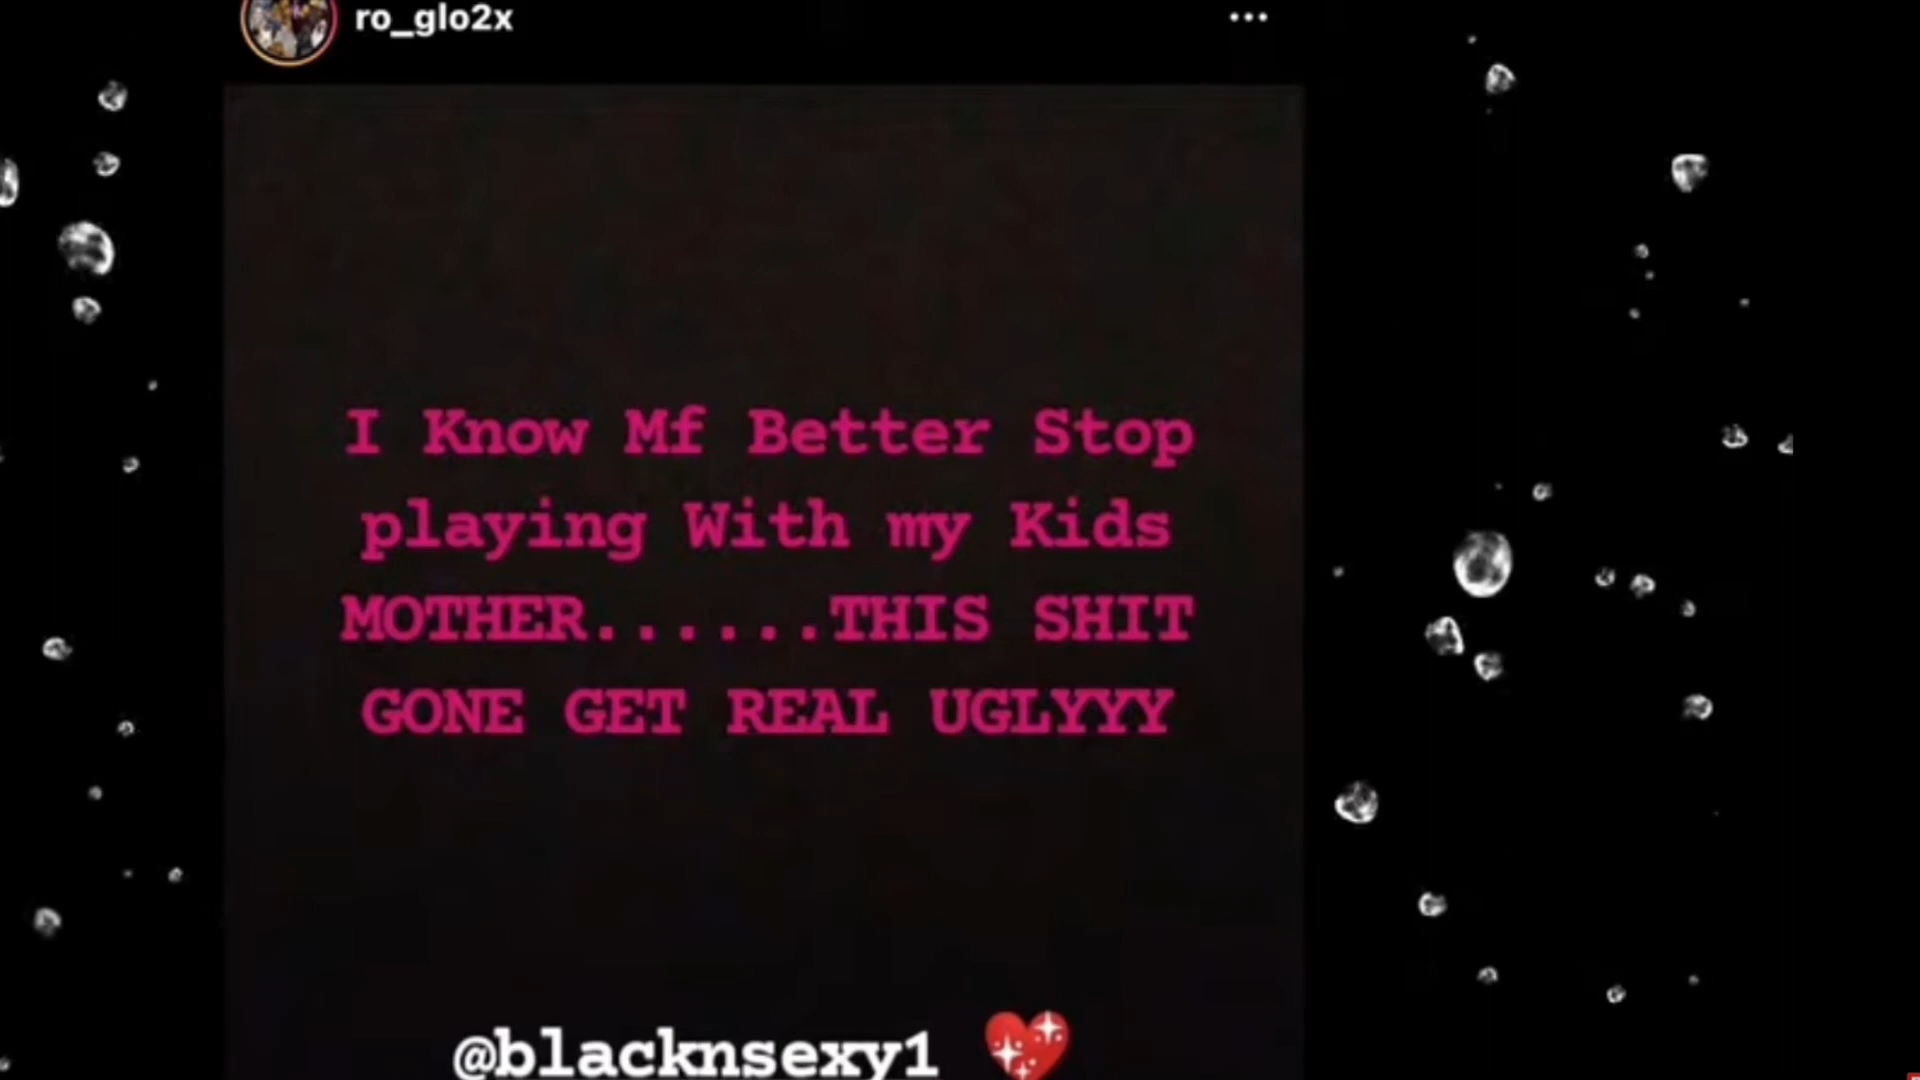 ro_glo2x
I Know Mf Better Stop
playing With my Kids
MOTHER......THIS SHIT
GONE GET REAL UGLYYY
@blacknsexy1 💖